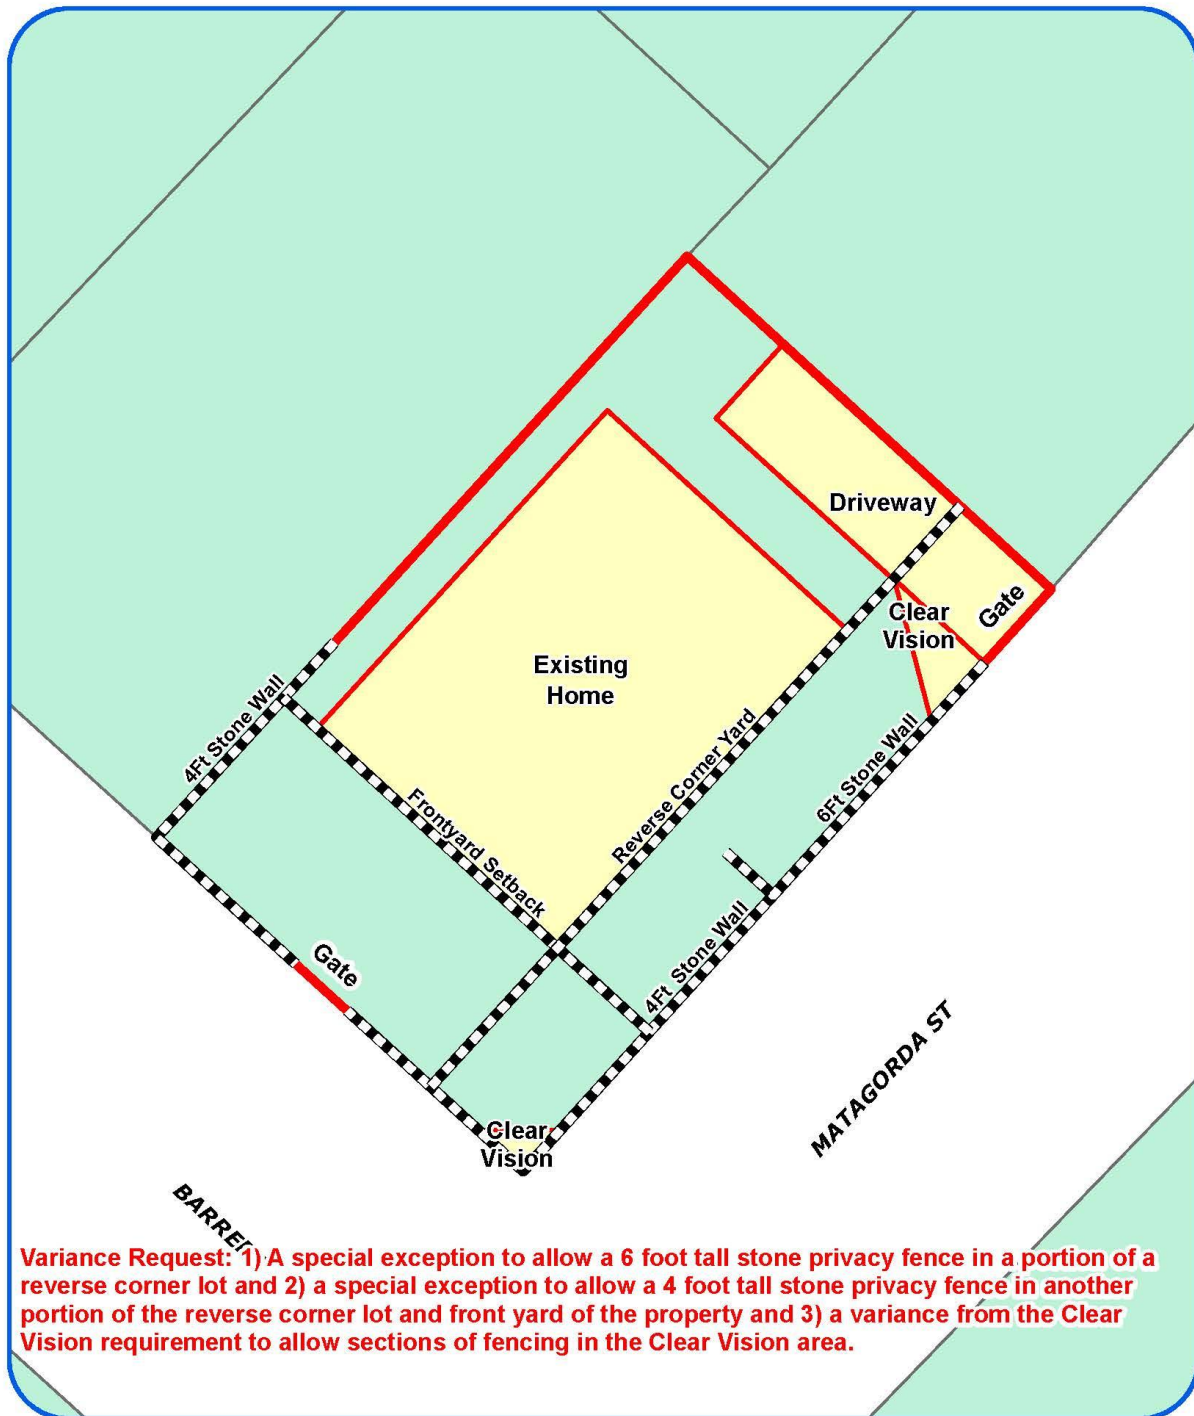 Driveway
Clear
Vision
Gate
Existing
Home
4Ft Stone Wall
Frontyard Setback
Reverse Corner Yard
6Ft Stone Wall
4Ft Stone Wall
Gate
Clear
Vision
MATAGORDA ST
Variance Request: 1) A special exception to allow a 6 foot tall stone privacy fence in a portion of a
reverse corner lot and 2) a special exception to allow a 4 foot tall stone privacy fence in another
portion of the reverse corner lot and front yard of the property and 3) a variance from the Clear
Vision requirement to allow sections of fencing in the Clear Vision area.